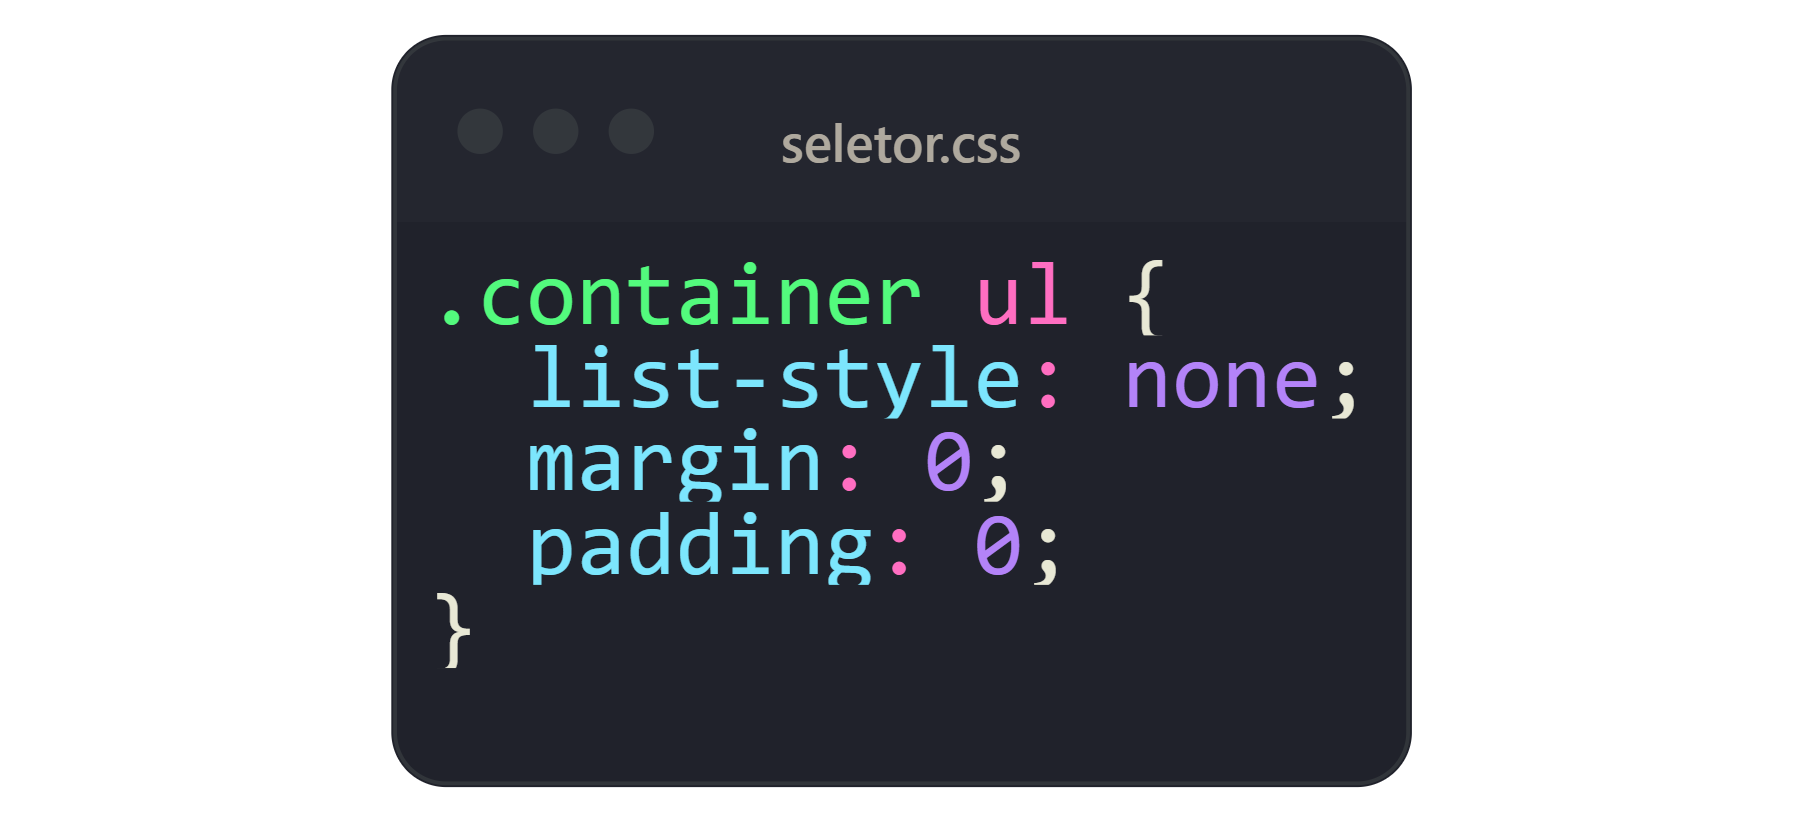 seletor.css
.container ul {
  list-style: none;
  margin: 0;
  padding: 0;
}